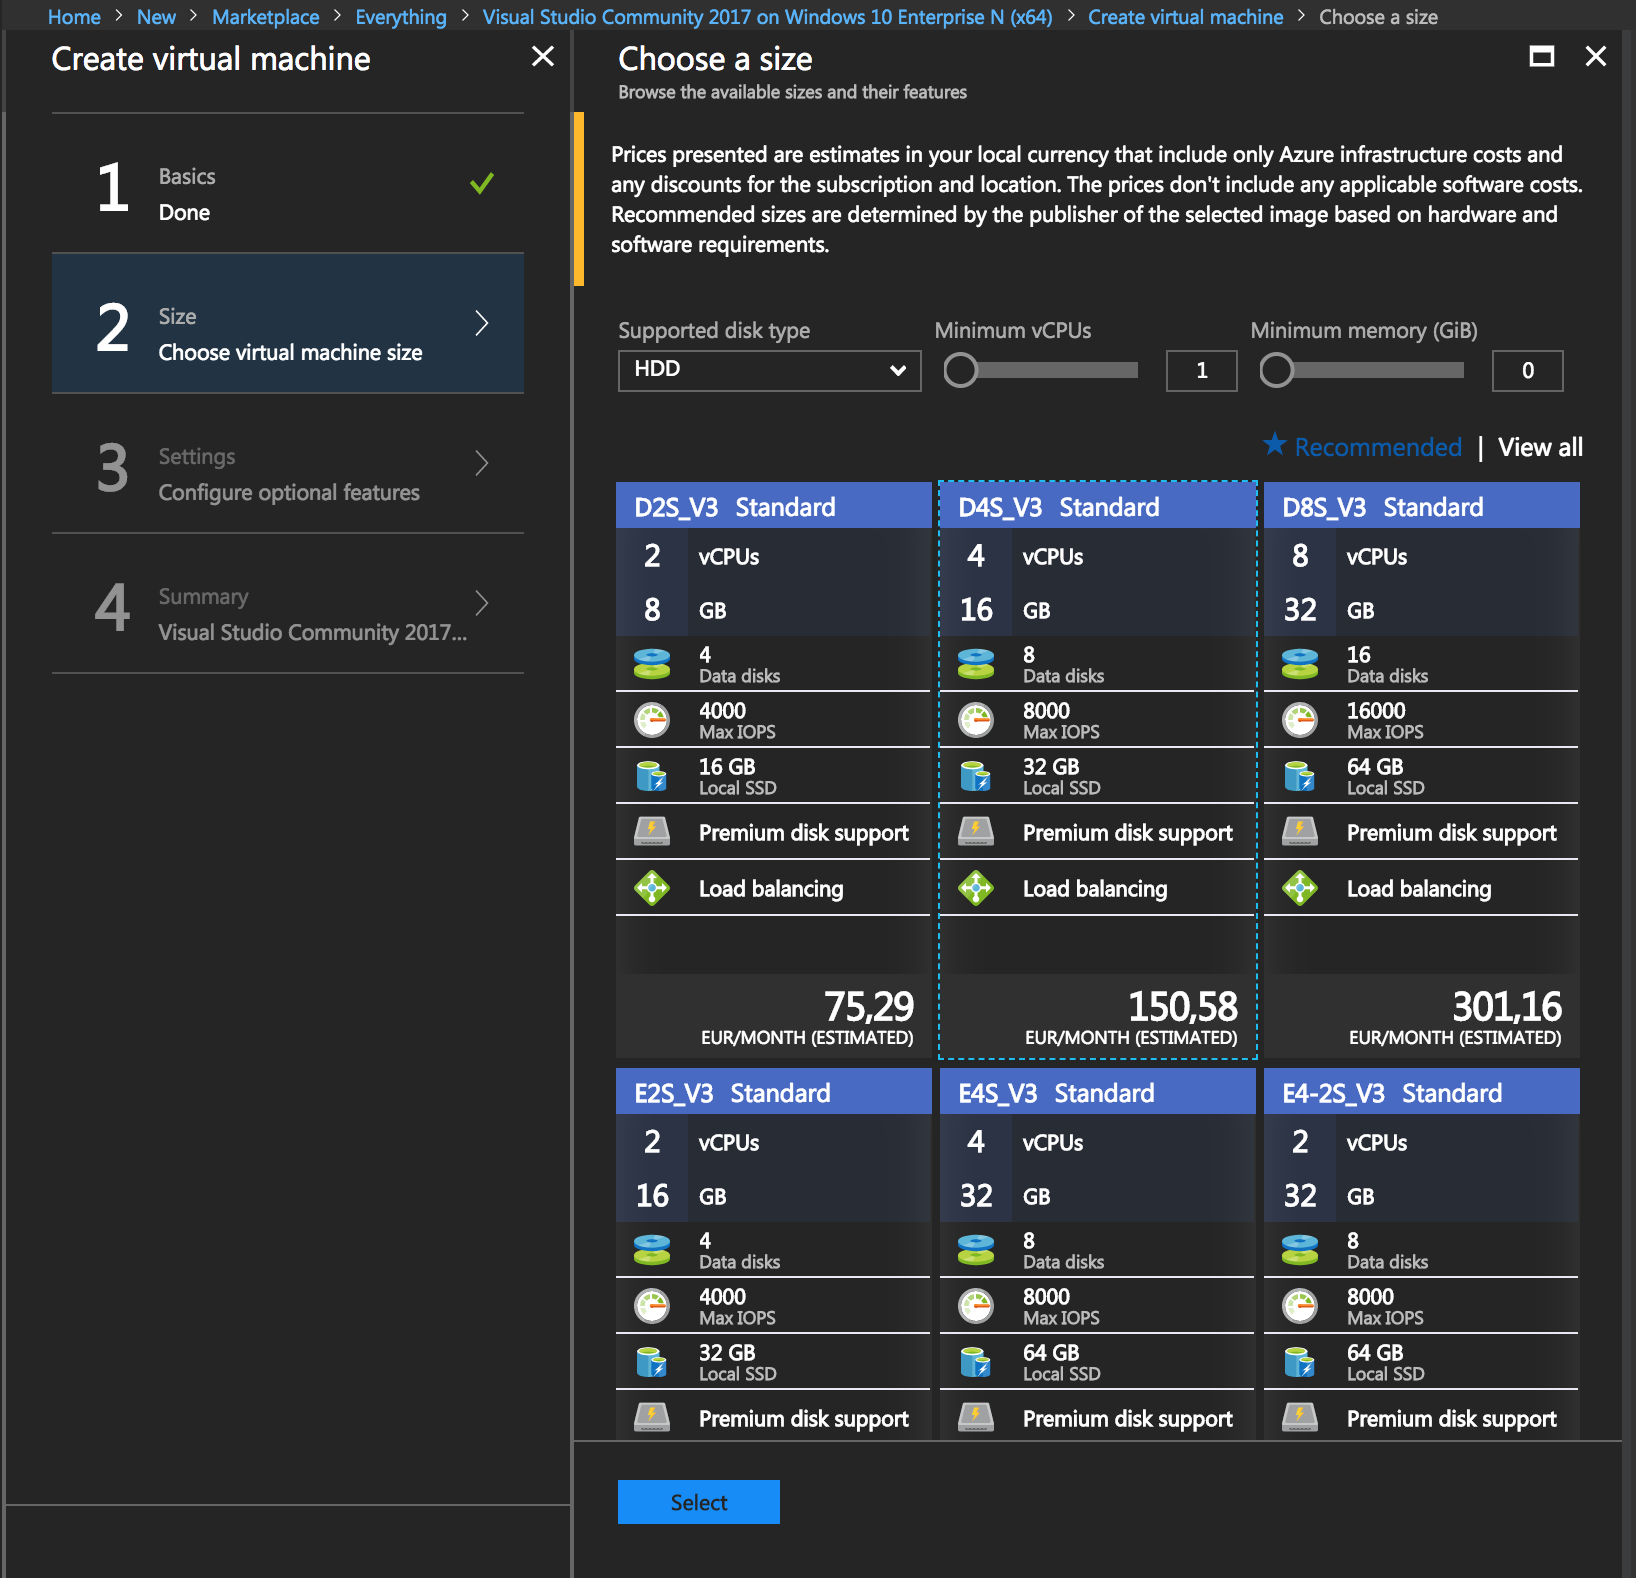 Home > New > Marketplace > Everything > Visual Studio Community 2017 on Windows 10 Enterprise N (x64) > Create virtual machine > Choose a size
Create virtual machine
1
Basics
Done
2
Size
Choose virtual machine size
3
Settings
Configure optional features
4
Summary
Visual Studio Community 2017...
Choose a size
Browse the available sizes and their features
Prices presented are estimates in your local currency that include only Azure infrastructure costs and
any discounts for the subscription and location. The prices don't include any applicable software costs.
Recommended sizes are determined by the publisher of the selected image based on hardware and
software requirements.
Supported disk type
HDD
Minimum vCPUs
1
Minimum memory (GiB)
0
Recommended | View all
D2S_V3 Standard
2 vCPUs
8 GB
4
Data disks
4000
Max IOPS
16 GB
Local SSD
Premium disk support
Load balancing
75,29
EUR/MONTH (ESTIMATED)
D4S_V3 Standard
4 vCPUs
16 GB
8
Data disks
8000
Max IOPS
32 GB
Local SSD
Premium disk support
Load balancing
150,58
EUR/MONTH (ESTIMATED)
D8S_V3 Standard
8 vCPUs
32 GB
16
Data disks
16000
Max IOPS
64 GB
Local SSD
Premium disk support
Load balancing
301,16
EUR/MONTH (ESTIMATED)
E2S_V3 Standard
2 vCPUs
16 GB
4
Data disks
4000
Max IOPS
32 GB
Local SSD
Premium disk support
E4S_V3 Standard
4 vCPUs
32 GB
8
Data disks
8000
Max IOPS
64 GB
Local SSD
Premium disk support
E4-2S_V3 Standard
2 vCPUs
32 GB
8
Data disks
8000
Max IOPS
64 GB
Local SSD
Premium disk support
Select